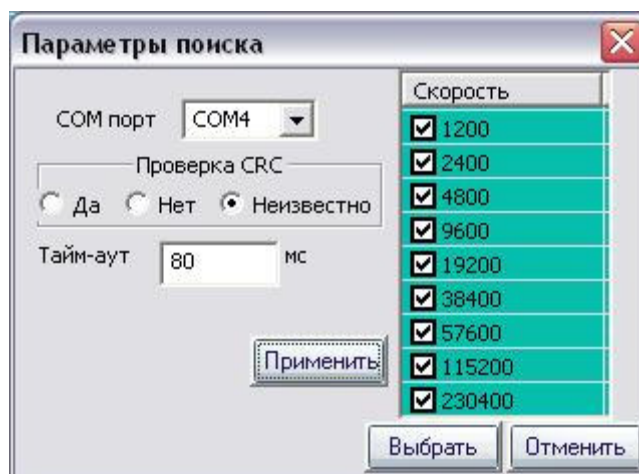 Параметры поиска
COM порт COM4
Проверка CRC
Да Нет Неизвестно
Тайм-аут 80 мс
Применить
Скорость
1200
2400
4800
9600
19200
38400
57600
115200
230400
Выбрать Отменить